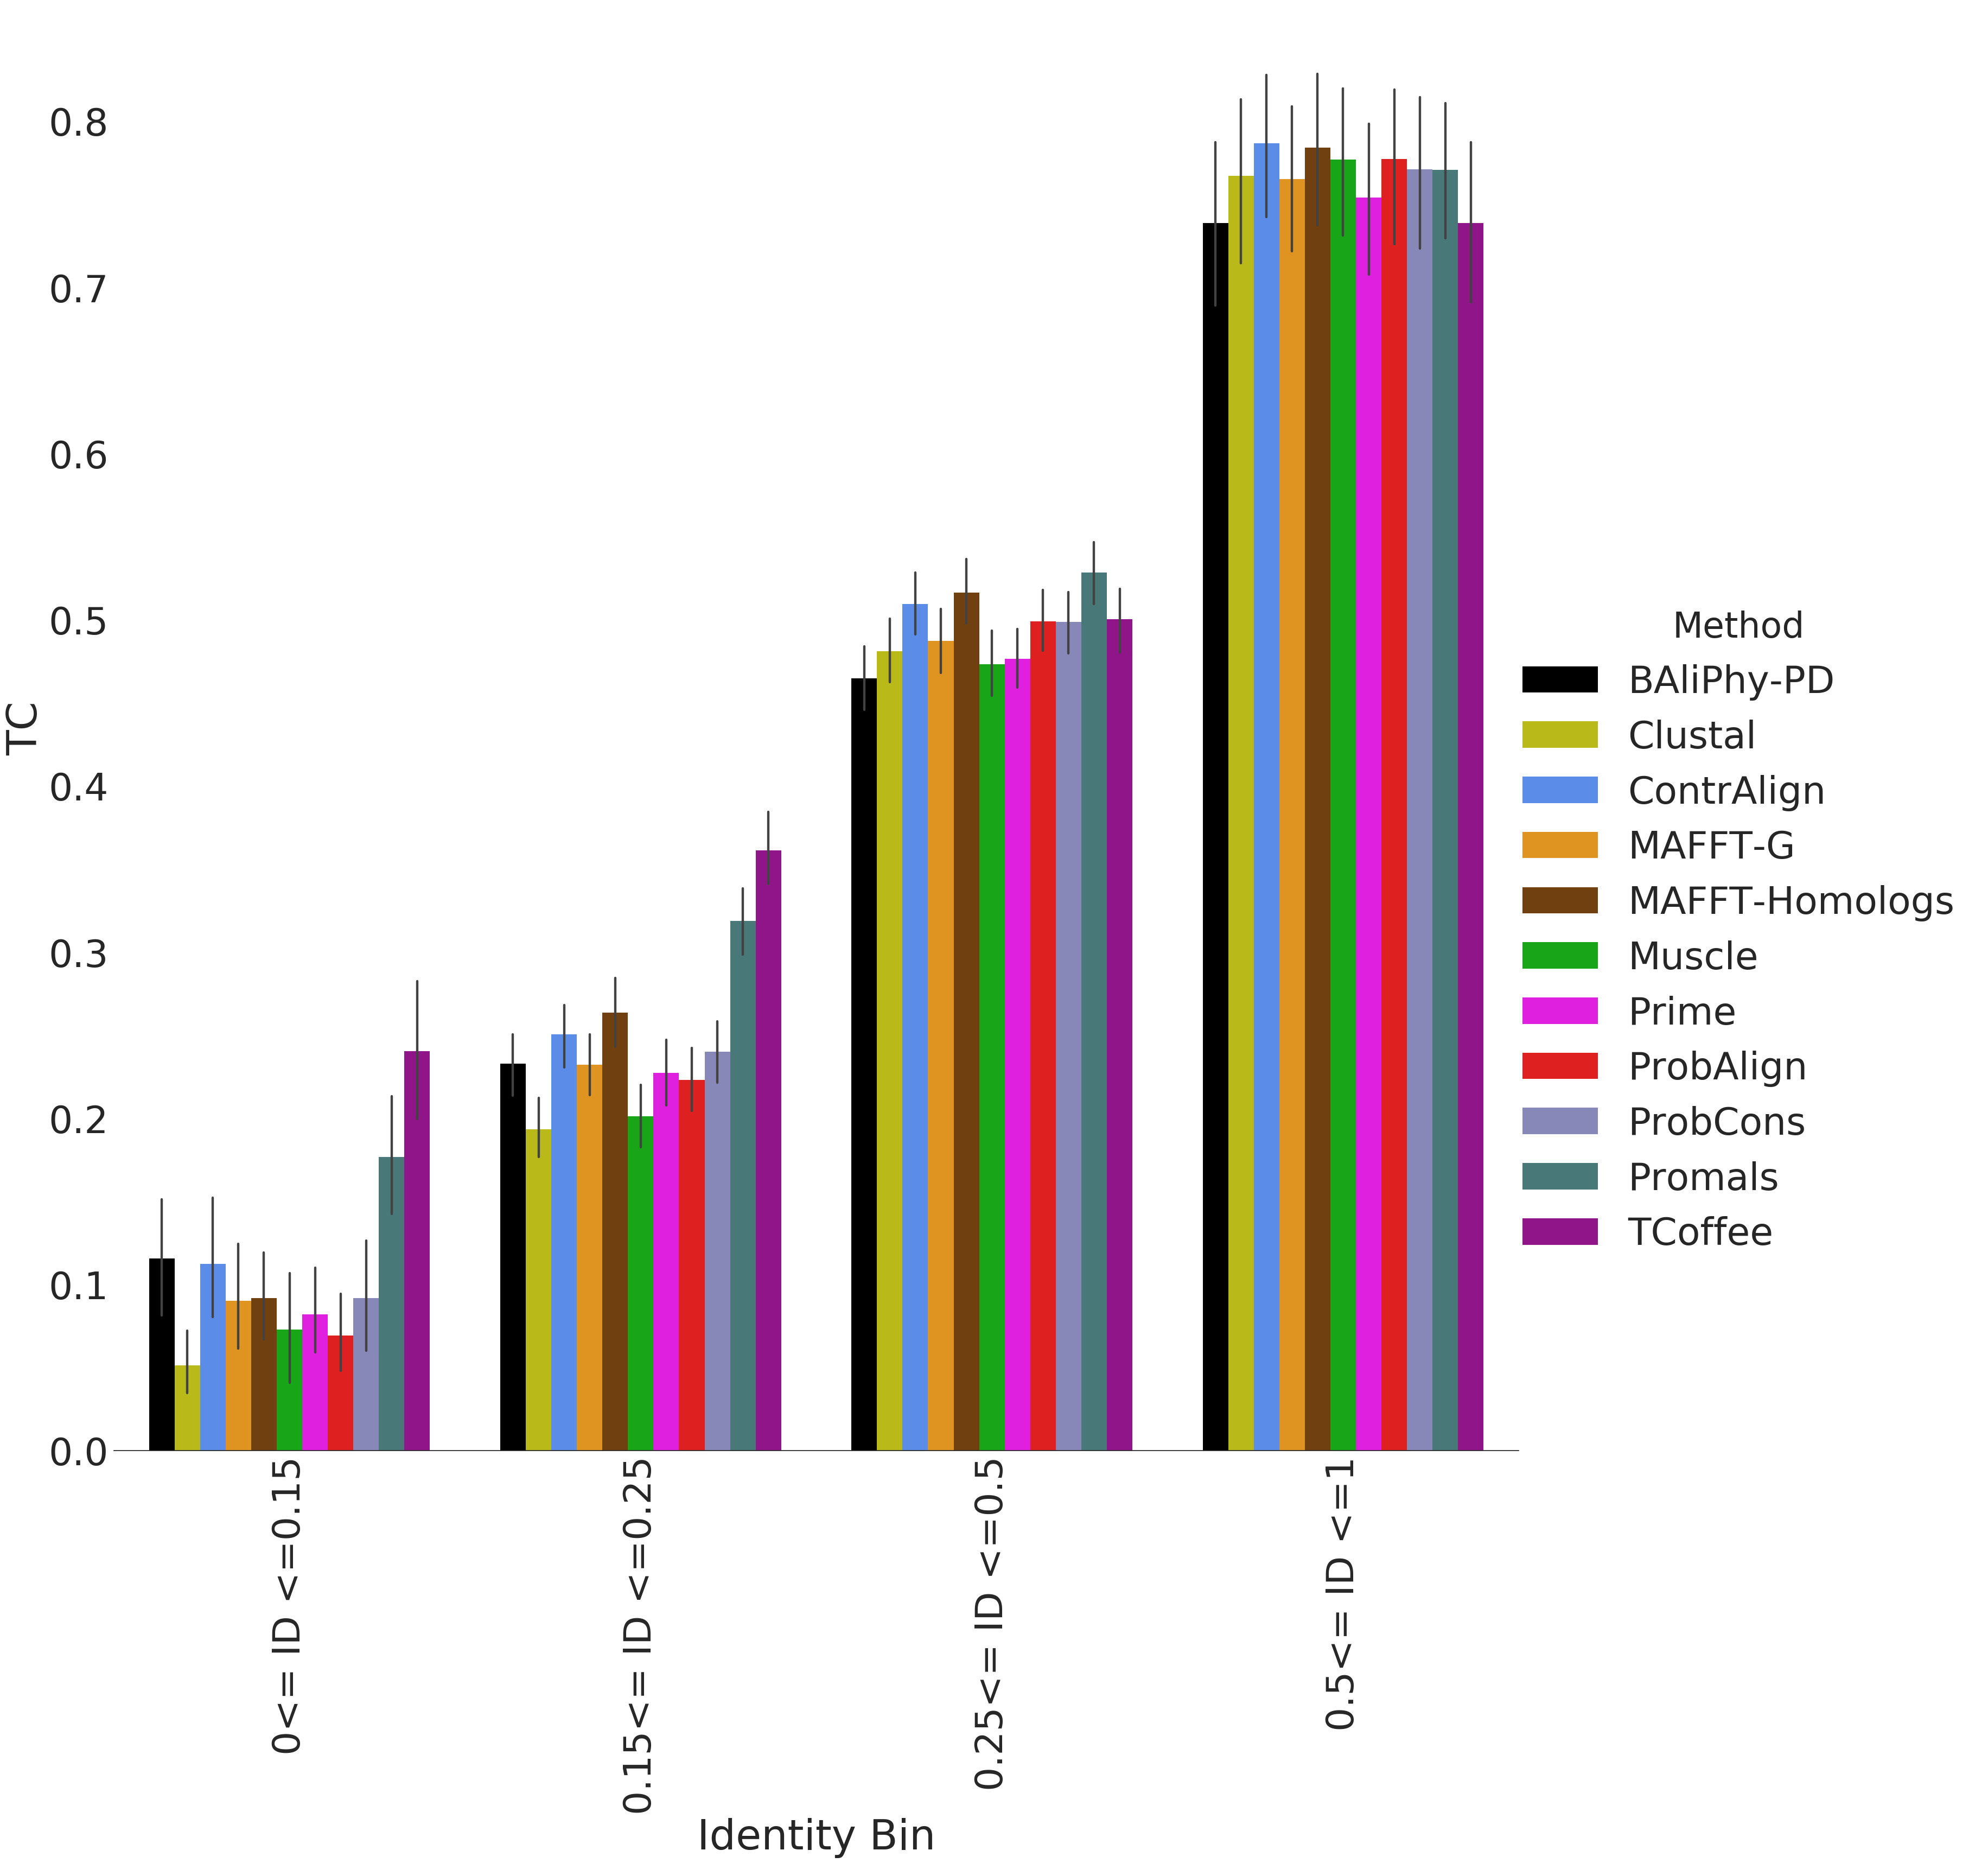 TC
0.8
0.7
0.6
0.5
0.4
0.3
0.2
0.1
0.0
0<= ID <=0.15
0.15<= ID <=0.25
0.25<= ID <=0.5
0.5<= ID <=1
Identity Bin
Method
BAliPhy-PD
Clustal
ContrAlign
MAFFT-G
MAFFT-Homologs
Muscle
Prime
ProbAlign
ProbCons
Promals
TCoffee